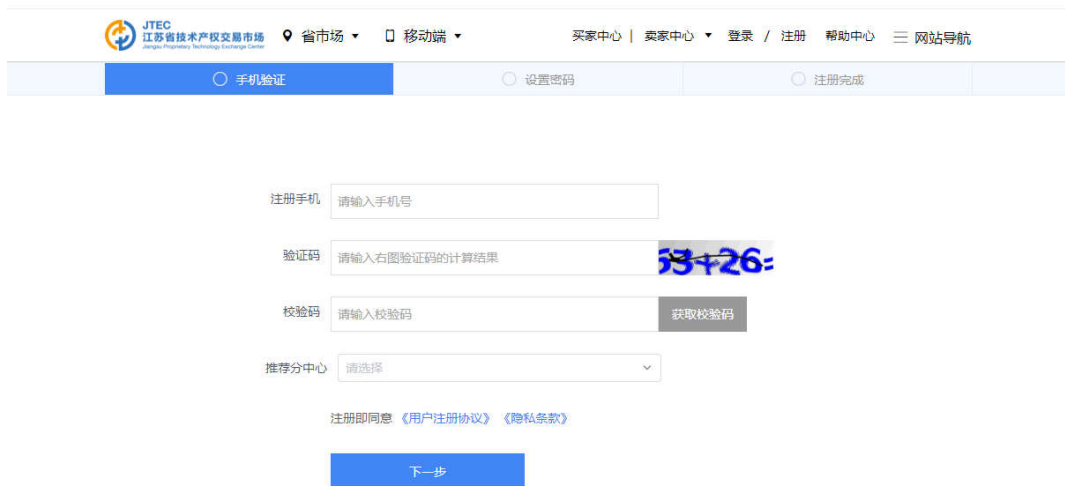 JTEC
江苏省技术产权交易市场
Jiangsu Proprietary Technology Exchange Center
省市场
移动端
买家中心 | 卖家中心 登录 / 注册 帮助中心 网站导航
手机验证
设置密码
注册完成
注册手机 请输入手机号
验证码 请输入右图验证码的计算结果
53+26=
校验码 请输入校验码 获取校验码
推荐分中心 请选择
注册即同意《用户注册协议》《隐私条款》
下一步